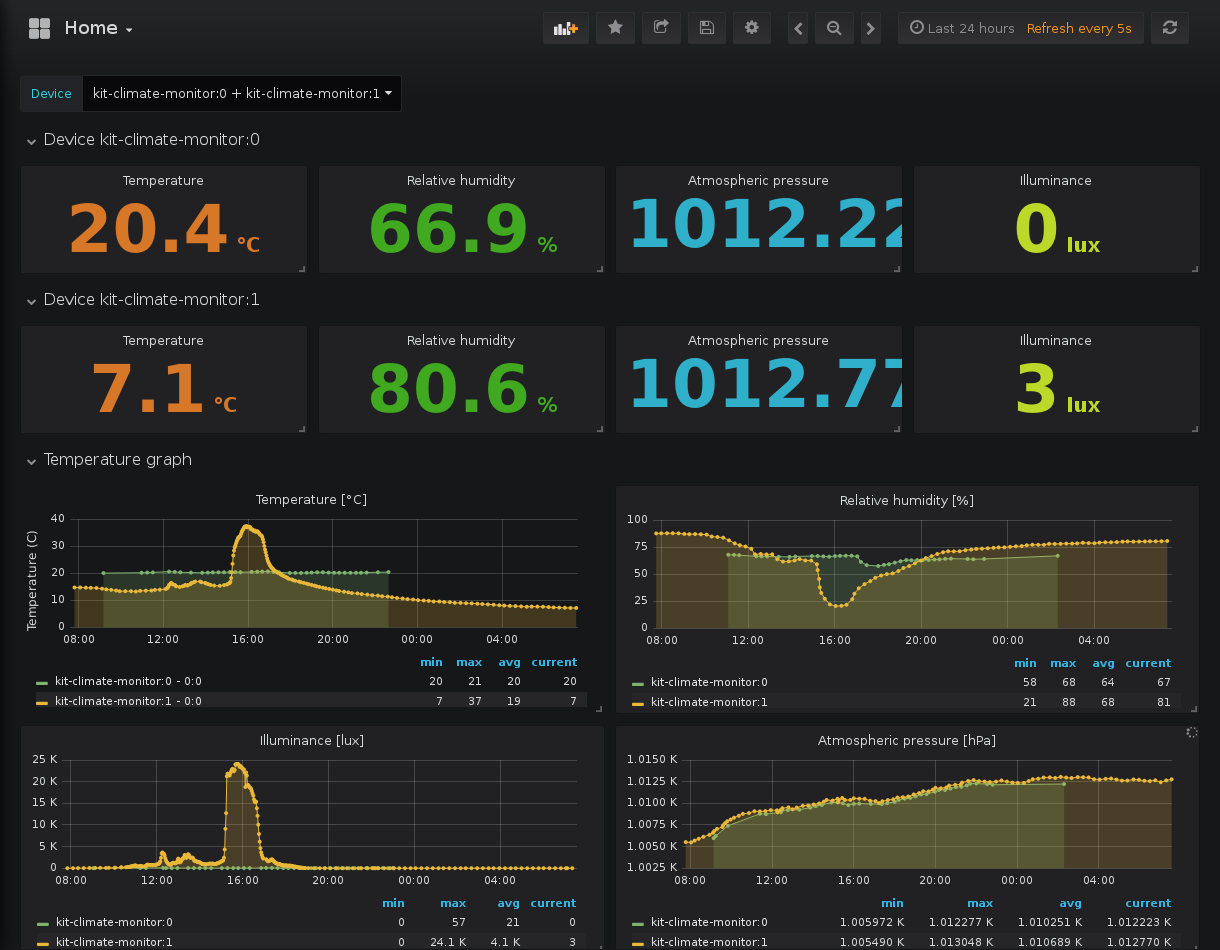 Home
Last 24 hours Refresh every 5s
Device kit-climate-monitor:0 + kit-climate-monitor:1
Device kit-climate-monitor:0
Temperature Relative humidity Atmospheric pressure Illuminance
20.4 °C 66.9 % 1012.22 0 lux
Device kit-climate-monitor:1
Temperature Relative humidity Atmospheric pressure Illuminance
7.1 °C 80.6 % 1012.77 3 lux
Temperature graph
Temperature [°C]
Temperature (C)
40
30
20
10
0
08:00 12:00 16:00 20:00 00:00 04:00
min max avg current
kit-climate-monitor:0 - 0:0 20 21 20 20
kit-climate-monitor:1 - 0:0 7 37 19 7
Relative humidity [%]
100
75
50
25
0
08:00 12:00 16:00 20:00 00:00 04:00
min max avg current
kit-climate-monitor:0 58 68 64 67
kit-climate-monitor:1 21 88 68 81
Illuminance [lux]
25 K
20 K
15 K
10 K
5 K
0
08:00 12:00 16:00 20:00 00:00 04:00
min max avg current
kit-climate-monitor:0 0 57 21 0
kit-climate-monitor:1 0 24.1 K 4.1 K 3
Atmospheric pressure [hPa]
1.0150 K
1.0125 K
1.0100 K
1.0075 K
1.0050 K
1.0025 K
08:00 12:00 16:00 20:00 00:00 04:00
min max avg current
kit-climate-monitor:0 1.005972 K 1.012277 K 1.010251 K 1.012223 K
kit-climate-monitor:1 1.005490 K 1.013048 K 1.010689 K 1.012770 K